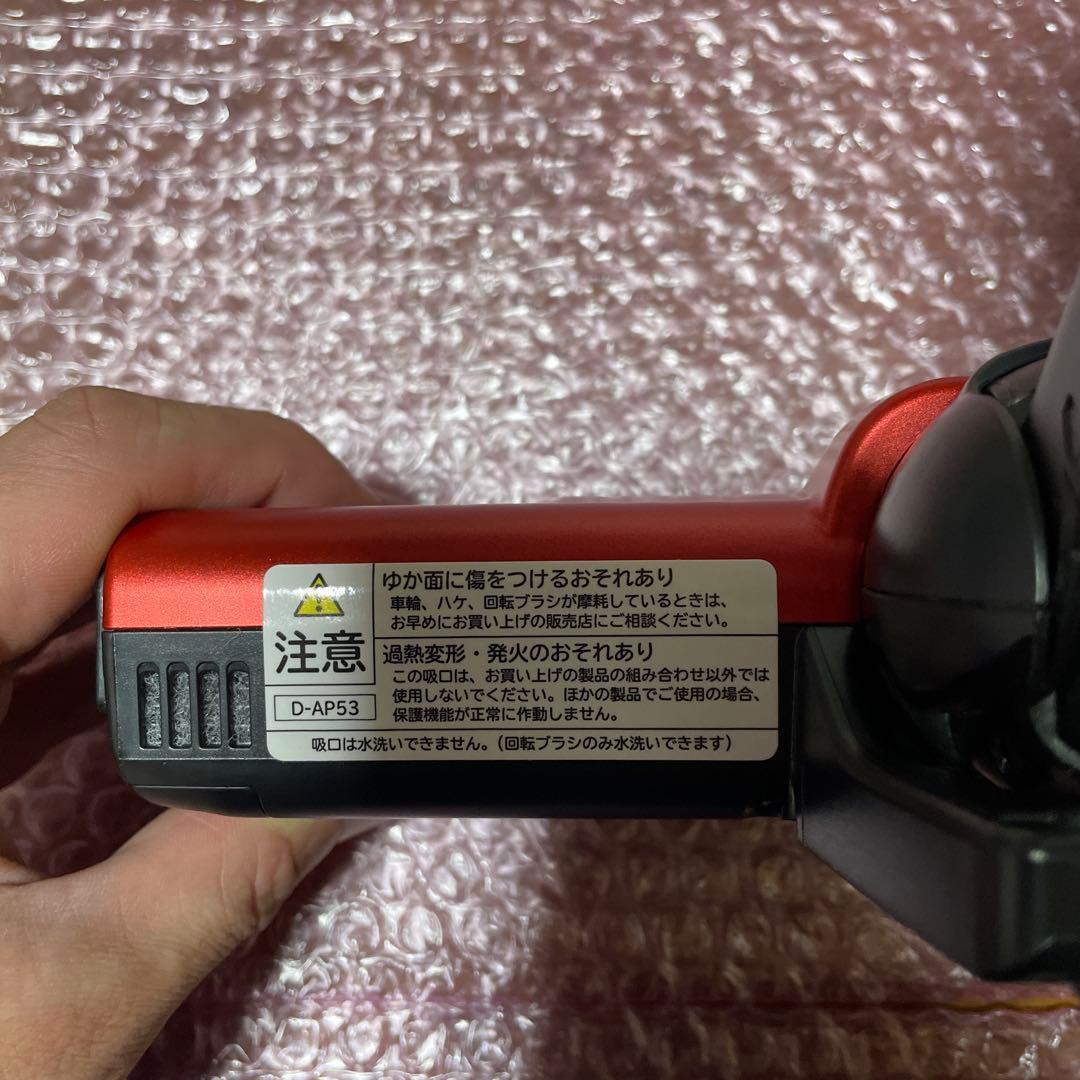 注意
D-AP53
ゆか面に傷をつけるおそれあり
車輪、ハケ、回転ブラシが摩耗しているときは、
お早めにお買い上げの販売店にご相談ください。
過熱変形・発火のおそれあり
この吸口は、お買い上げの製品の組み合わせ以外では
使用しないでください。ほかの製品でご使用の場合、
保護機能が正常に作動しません。
吸口は水洗いできません。(回転ブラシのみ水洗いできます)